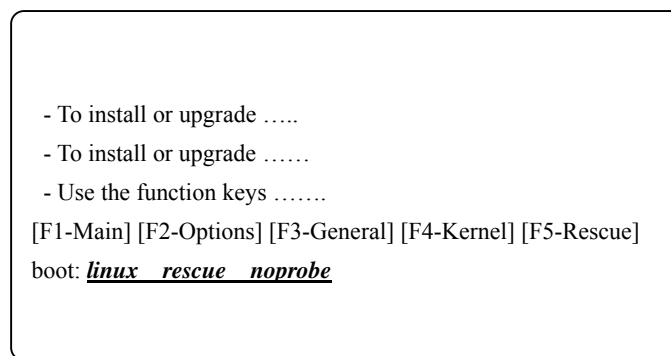 - To install or upgrade …..
- To install or upgrade ……
- Use the function keys …….
[F1-Main] [F2-Options] [F3-General] [F4-Kernel] [F5-Rescue]
boot: linux rescue noprobe